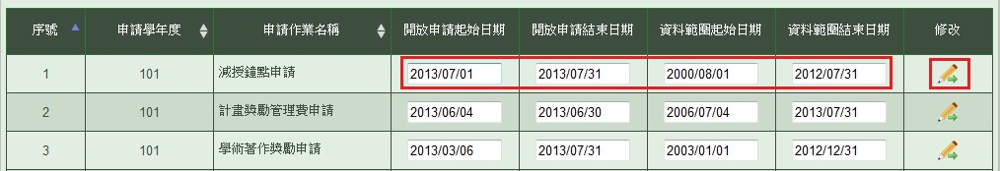 序號 申請學年度 申請作業名稱 開放申請起始日期 開放申請結束日期 資料範圍起始日期 資料範圍結束日期 修改
1 101 減授鐘點申請 2013/07/01 2013/07/31 2000/08/01 2012/07/31
2 101 計畫獎勵管理費申請 2013/06/04 2013/06/30 2006/07/04 2013/07/31
3 101 學術著作獎勵申請 2013/03/06 2013/07/31 2003/01/01 2012/12/31